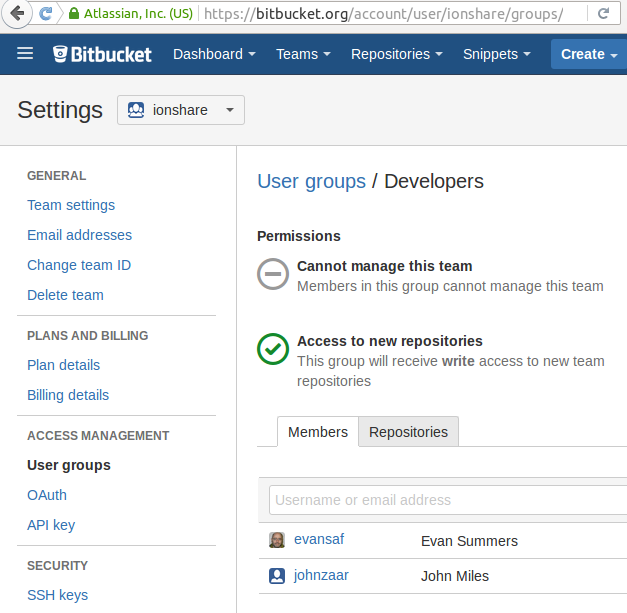 Atlassian, Inc. (US) https://bitbucket.org/account/user/ionshare/groups/
Bitbucket Dashboard Teams Repositories Snippets Create
Settings ionshare
GENERAL
Team settings
Email addresses
Change team ID
Delete team
PLANS AND BILLING
Plan details
Billing details
ACCESS MANAGEMENT
User groups
OAuth
API key
SECURITY
SSH keys
User groups / Developers
Permissions
Cannot manage this team
Members in this group cannot manage this team
Access to new repositories
This group will receive write access to new team
repositories
Members Repositories
Username or email address
evansaf Evan Summers
johnzaar John Miles